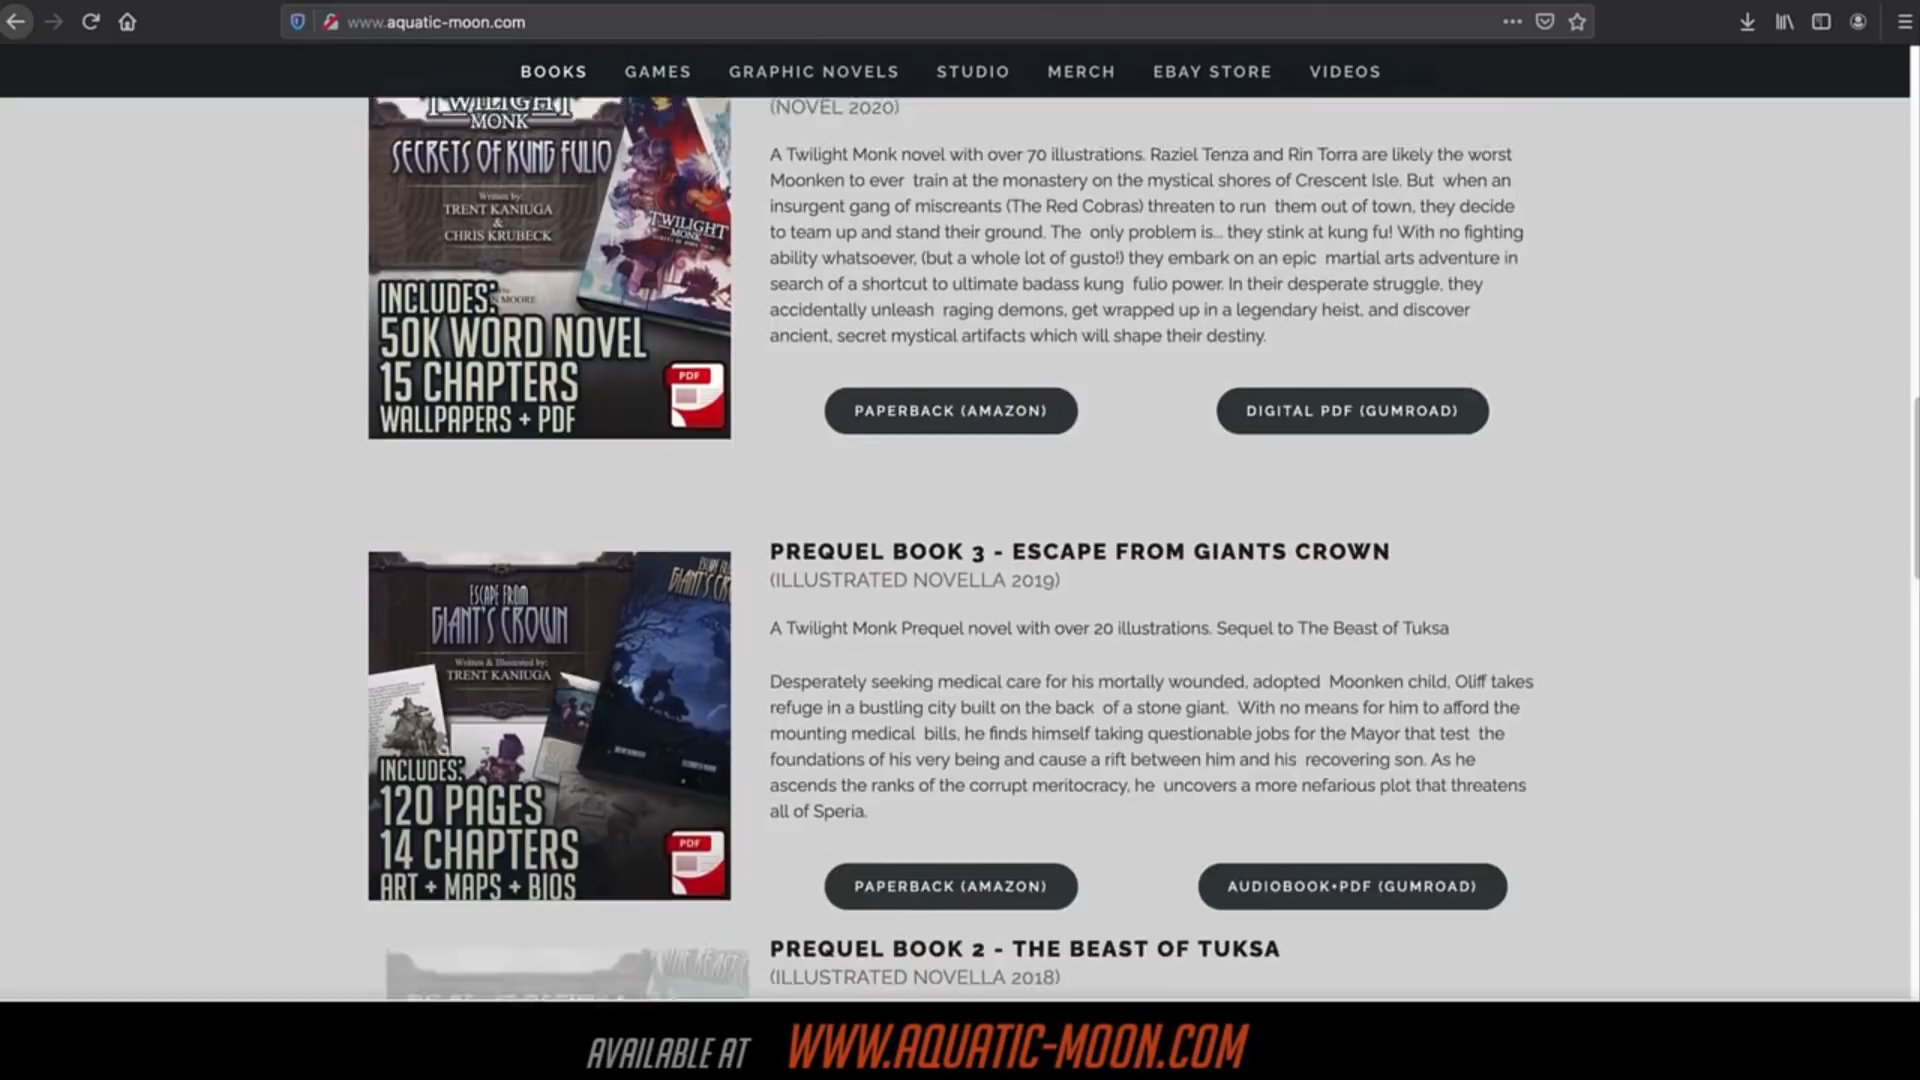 www.aquatic-moon.com
BOOKS GAMES GRAPHIC NOVELS STUDIO MERCH EBAY STORE VIDEOS
TWILIGHT
MONK
SECRETS OF KUNG FULIO
Written by:
TRENT KANIUGA
&
CHRIS KRUBECK
TWILIGHT
MONK
INCLUDES:
MOORE
50K WORD NOVEL
15 CHAPTERS
WALLPAPERS + PDF
PDF
(NOVEL 2020)
A Twilight Monk novel with over 70 illustrations. Raziel Tenza and Rin Torra are likely the worst
Moonken to ever train at the monastery on the mystical shores of Crescent Isle. But when an
insurgent gang of miscreants (The Red Cobras) threaten to run them out of town, they decide
to team up and stand their ground. The only problem is... they stink at kung fu! With no fighting
ability whatsoever, (but a whole lot of gusto!) they embark on an epic martial arts adventure in
search of a shortcut to ultimate badass kung fulio power. In their desperate struggle, they
accidentally unleash raging demons, get wrapped up in a legendary heist, and discover
ancient, secret mystical artifacts which will shape their destiny.
PAPERBACK (AMAZON) DIGITAL PDF (GUMROAD)
ESCAPE FROM
GIANT'S CROWN
Written & Illustrated by:
TRENT KANIUGA
ESCAPE FROM
INCLUDES:
120 PAGES
14 CHAPTERS
ART + MAPS + BIOS
PDF
PREQUEL BOOK 3 - ESCAPE FROM GIANTS CROWN
(ILLUSTRATED NOVELLA 2019)
A Twilight Monk Prequel novel with over 20 illustrations. Sequel to The Beast of Tuksa
Desperately seeking medical care for his mortally wounded, adopted Moonken child, Oliff takes
refuge in a bustling city built on the back of a stone giant. With no means for him to afford the
mounting medical bills, he finds himself taking questionable jobs for the Mayor that test the
foundations of his very being and cause a rift between him and his recovering son. As he
ascends the ranks of the corrupt meritocracy, he uncovers a more nefarious plot that threatens
all of Speria.
PAPERBACK (AMAZON) AUDIOBOOK+PDF (GUMROAD)
PREQUEL BOOK 2 - THE BEAST OF TUKSA
(ILLUSTRATED NOVELLA 2018)
AVAILABLE AT WWW.AQUATIC-MOON.COM